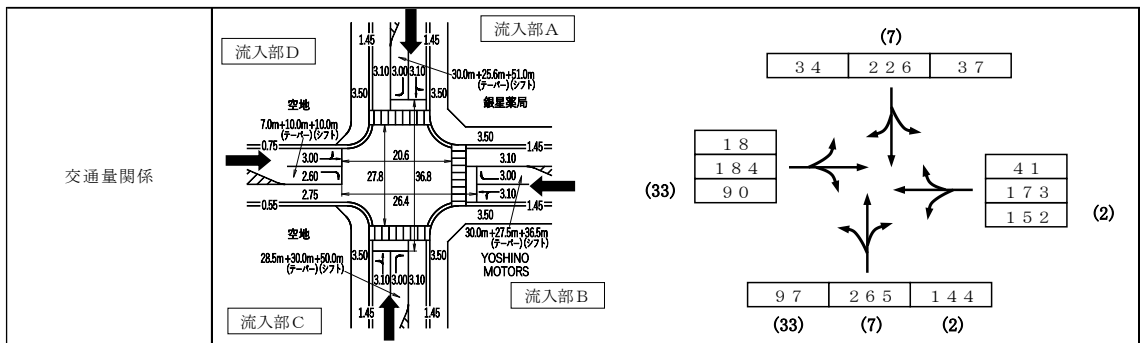 交通量関係
流入部D
流入部A
1.45
1.45
3.10 3.00 3.10
30.0m+25.6m+51.0m
(テーパー)(シフト)
3.50
3.50
銀星薬局
空地
7.0m+10.0m+10.0m
(テーパー)(シフト)
0.75
3.50
1.45
3.00
20.6
3.10
2.60
27.8
36.8
3.00
2.75
26.4
3.10
0.55
1.45
3.50
空地
30.0m+27.5m+36.5m
(テーパー)(シフト)
28.5m+30.0m+50.0m
(テーパー)(シフト)
3.50
3.50
3.10 3.00 3.10
YOSHINO
MOTORS
1.45
1.45
流入部C
流入部B
(7)
34 226 37
18
184
90
(33)
41
173
152
(2)
97 265 144
(33) (7) (2)